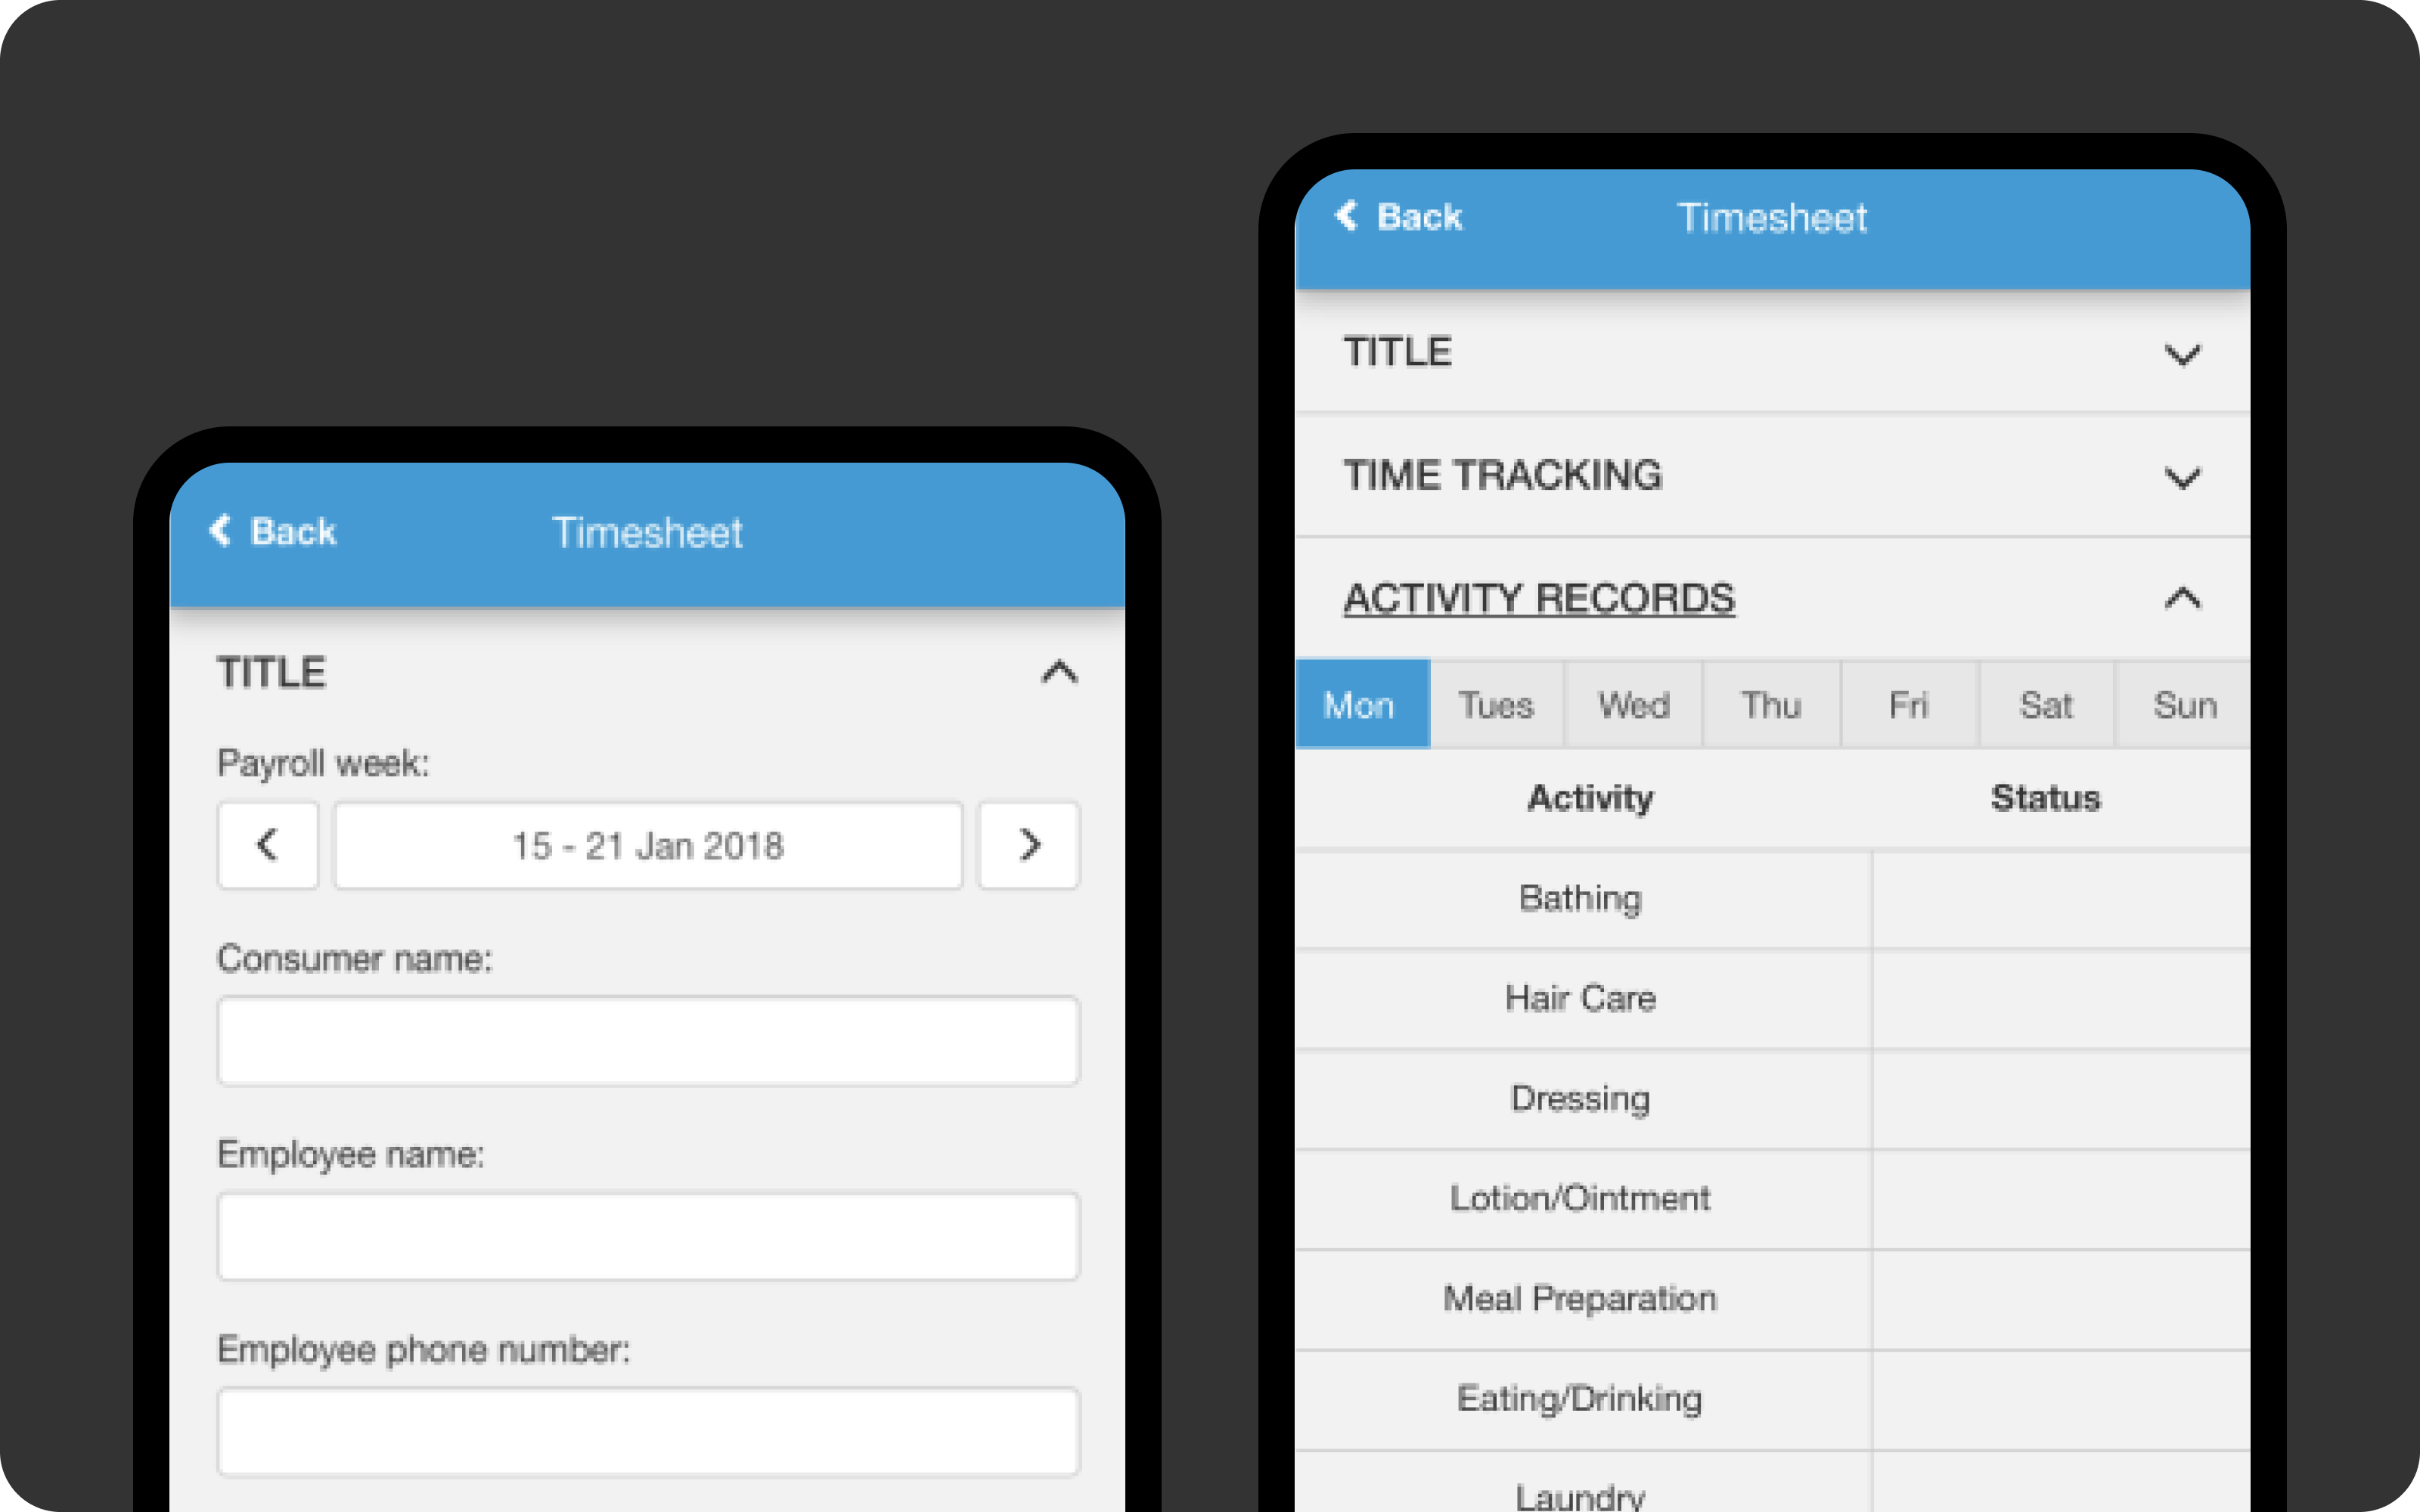 Back Timesheet
TITLE
Payroll week:
15 - 21 Jan 2018
Consumer name:
Employee name:
Employee phone number:
Back Timesheet
TITLE
TIME TRACKING
ACTIVITY RECORDS
Mon Tues Wed Thu Fri Sat Sun
Activity Status
Bathing
Hair Care
Dressing
Lotion/Ointment
Meal Preparation
Eating/Drinking
Laundry